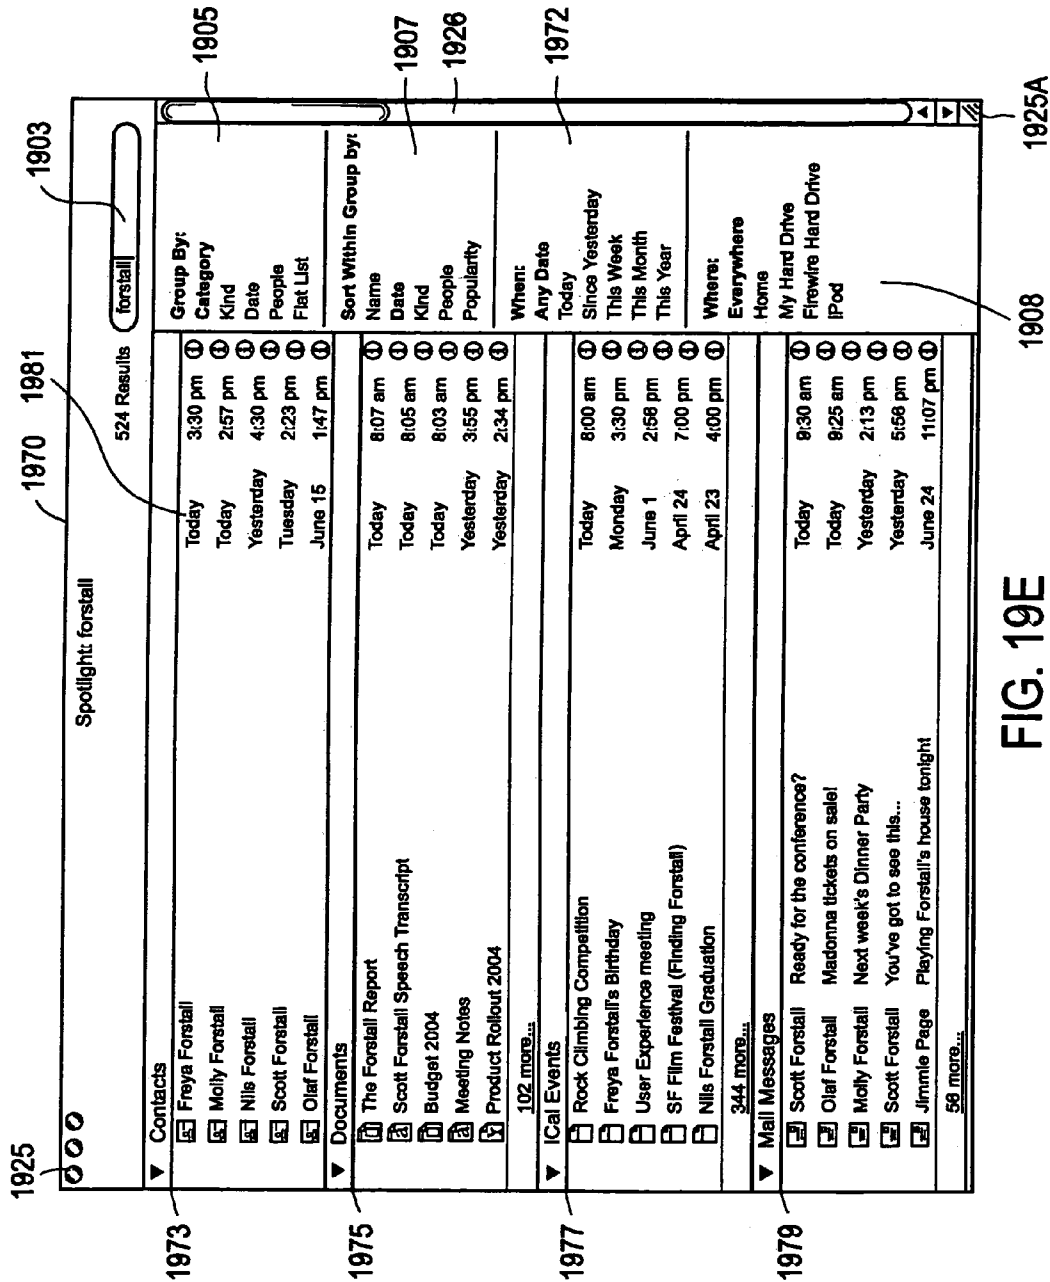 1970
1981
1903
1925
Spotlight: forstall
524 Results
forstall
1973
Contacts
Freya Forstall Today 3:30 pm
Molly Forstall Today 2:57 pm
Nils Forstall Yesterday 4:30 pm
Scott Forstall Tuesday 2:23 pm
Olaf Forstall June 15 1:47 pm
1975
Documents
The Forstall Report Today 8:07 am
Scott Forstall Speech Transcript Today 8:05 am
Budget 2004 Today 8:03 am
Meeting Notes Yesterday 3:55 pm
Product Rollout 2004 Yesterday 2:34 pm
102 more...
1977
iCal Events
Rock Climbing Competition Today 8:00 am
Freya Forstall's Birthday Monday 3:30 pm
User Experience meeting June 1 2:58 pm
SF Film Festival (Finding Forstall) April 24 7:00 pm
Nils Forstall Graduation April 23 4:00 pm
344 more...
1979
Mail Messages
Scott Forstall Ready for the conference? Today 9:30 am
Olaf Forstall Madonna tickets on sale! Today 9:25 am
Molly Forstall Next week's Dinner Party Yesterday 2:13 pm
Scott Forstall You've got to see this... Yesterday 5:56 pm
Jimmie Page Playing Forstall's house tonight June 24 11:07 pm
56 more...
Group By:
Category
Kind
Date
People
Flat List
1905
Sort Within Group by:
Name
Date
Kind
People
Popularity
1907
1926
When:
Any Date
Today
Since Yesterday
This Week
This Month
This Year
1972
Where:
Everywhere
Home
My Hard Drive
Firewire Hard Drive
iPod
1908
1925A
FIG. 19E